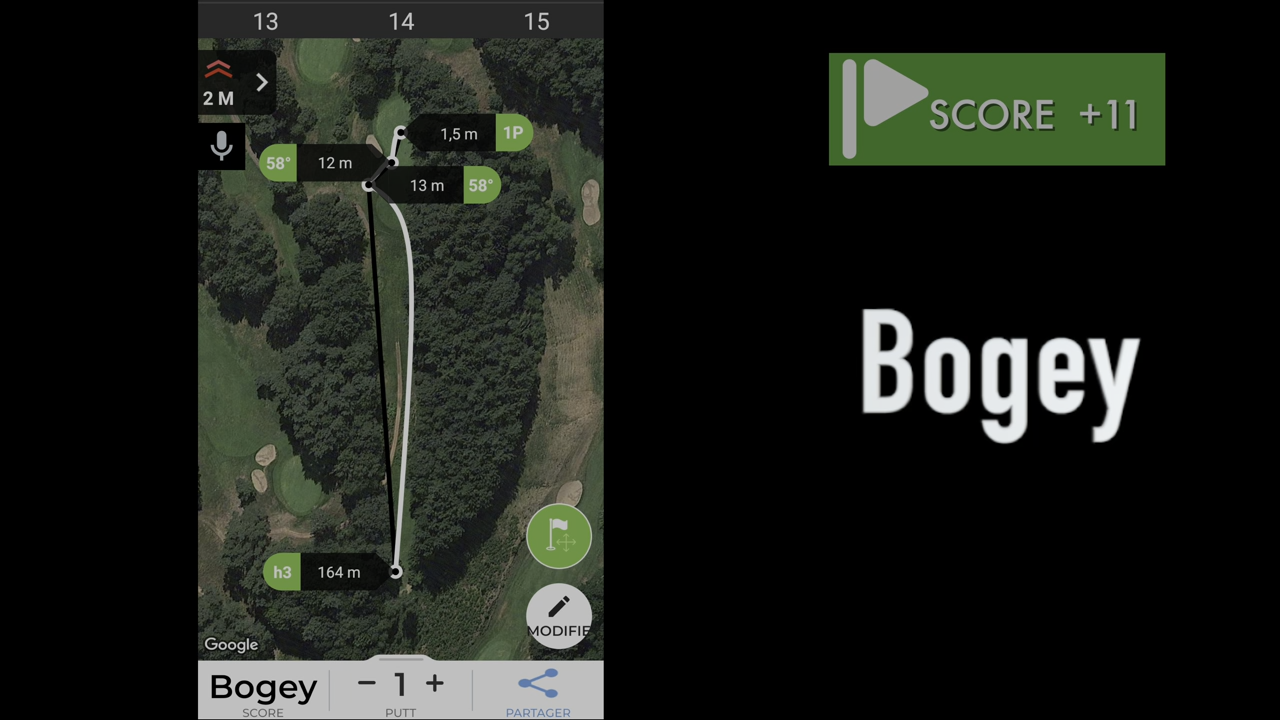 13 14 15
2 M
1,5 m 1P
58° 12 m
13 m 58°
h3 164 m
MODIFIE
Google
Bogey
SCORE
− 1 +
PUTT
PARTAGER
SCORE +11
Bogey